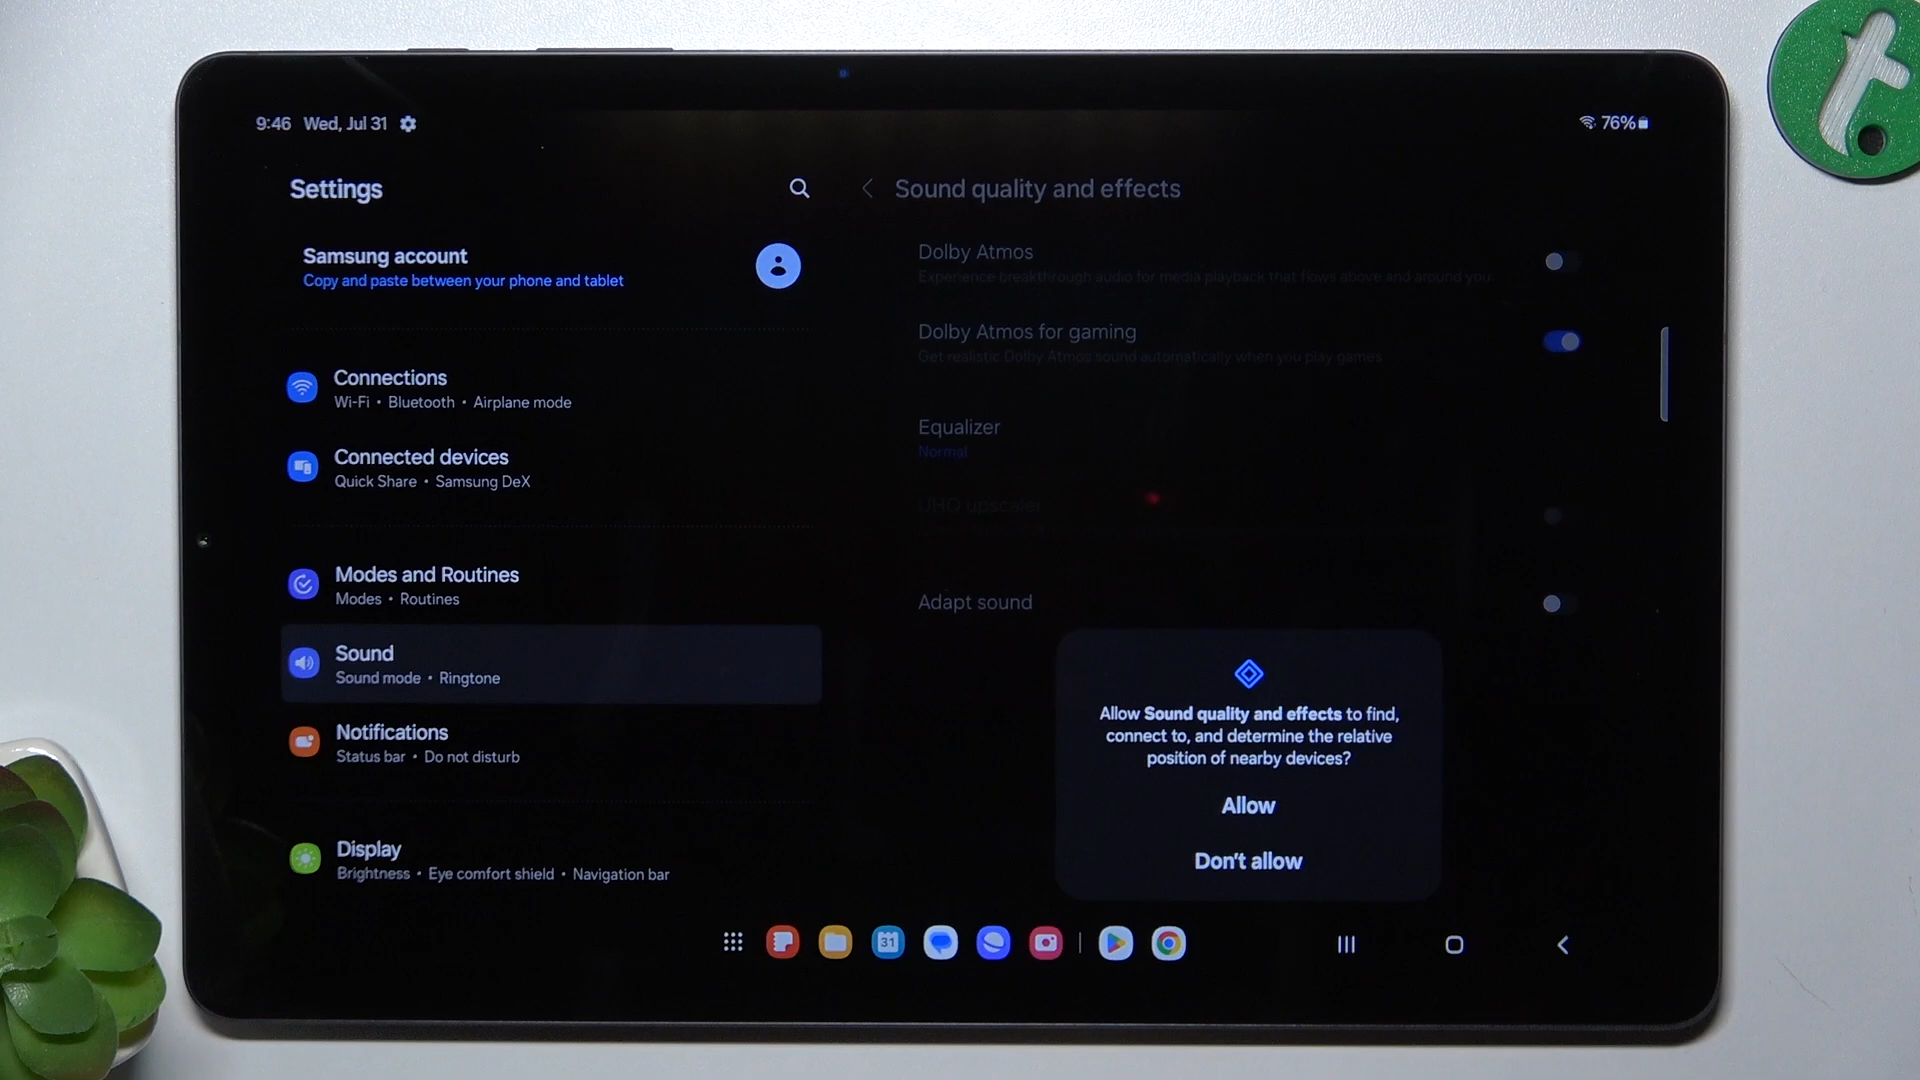 9:46 Wed, Jul 31
76%
Settings
Samsung account
Copy and paste between your phone and tablet
Connections
Wi-Fi • Bluetooth • Airplane mode
Connected devices
Quick Share • Samsung DeX
Modes and Routines
Modes • Routines
Sound
Sound mode • Ringtone
Notifications
Status bar • Do not disturb
Display
Brightness • Eye comfort shield • Navigation bar
Sound quality and effects
Dolby Atmos
Experience breakthrough audio for media playback that flows above and around you.
Dolby Atmos for gaming
Get realistic Dolby Atmos sound automatically when you play games
Equalizer
Normal
UHQ upscaler
Adapt sound
Allow Sound quality and effects to find,
connect to, and determine the relative
position of nearby devices?
Allow
Don't allow
31
t